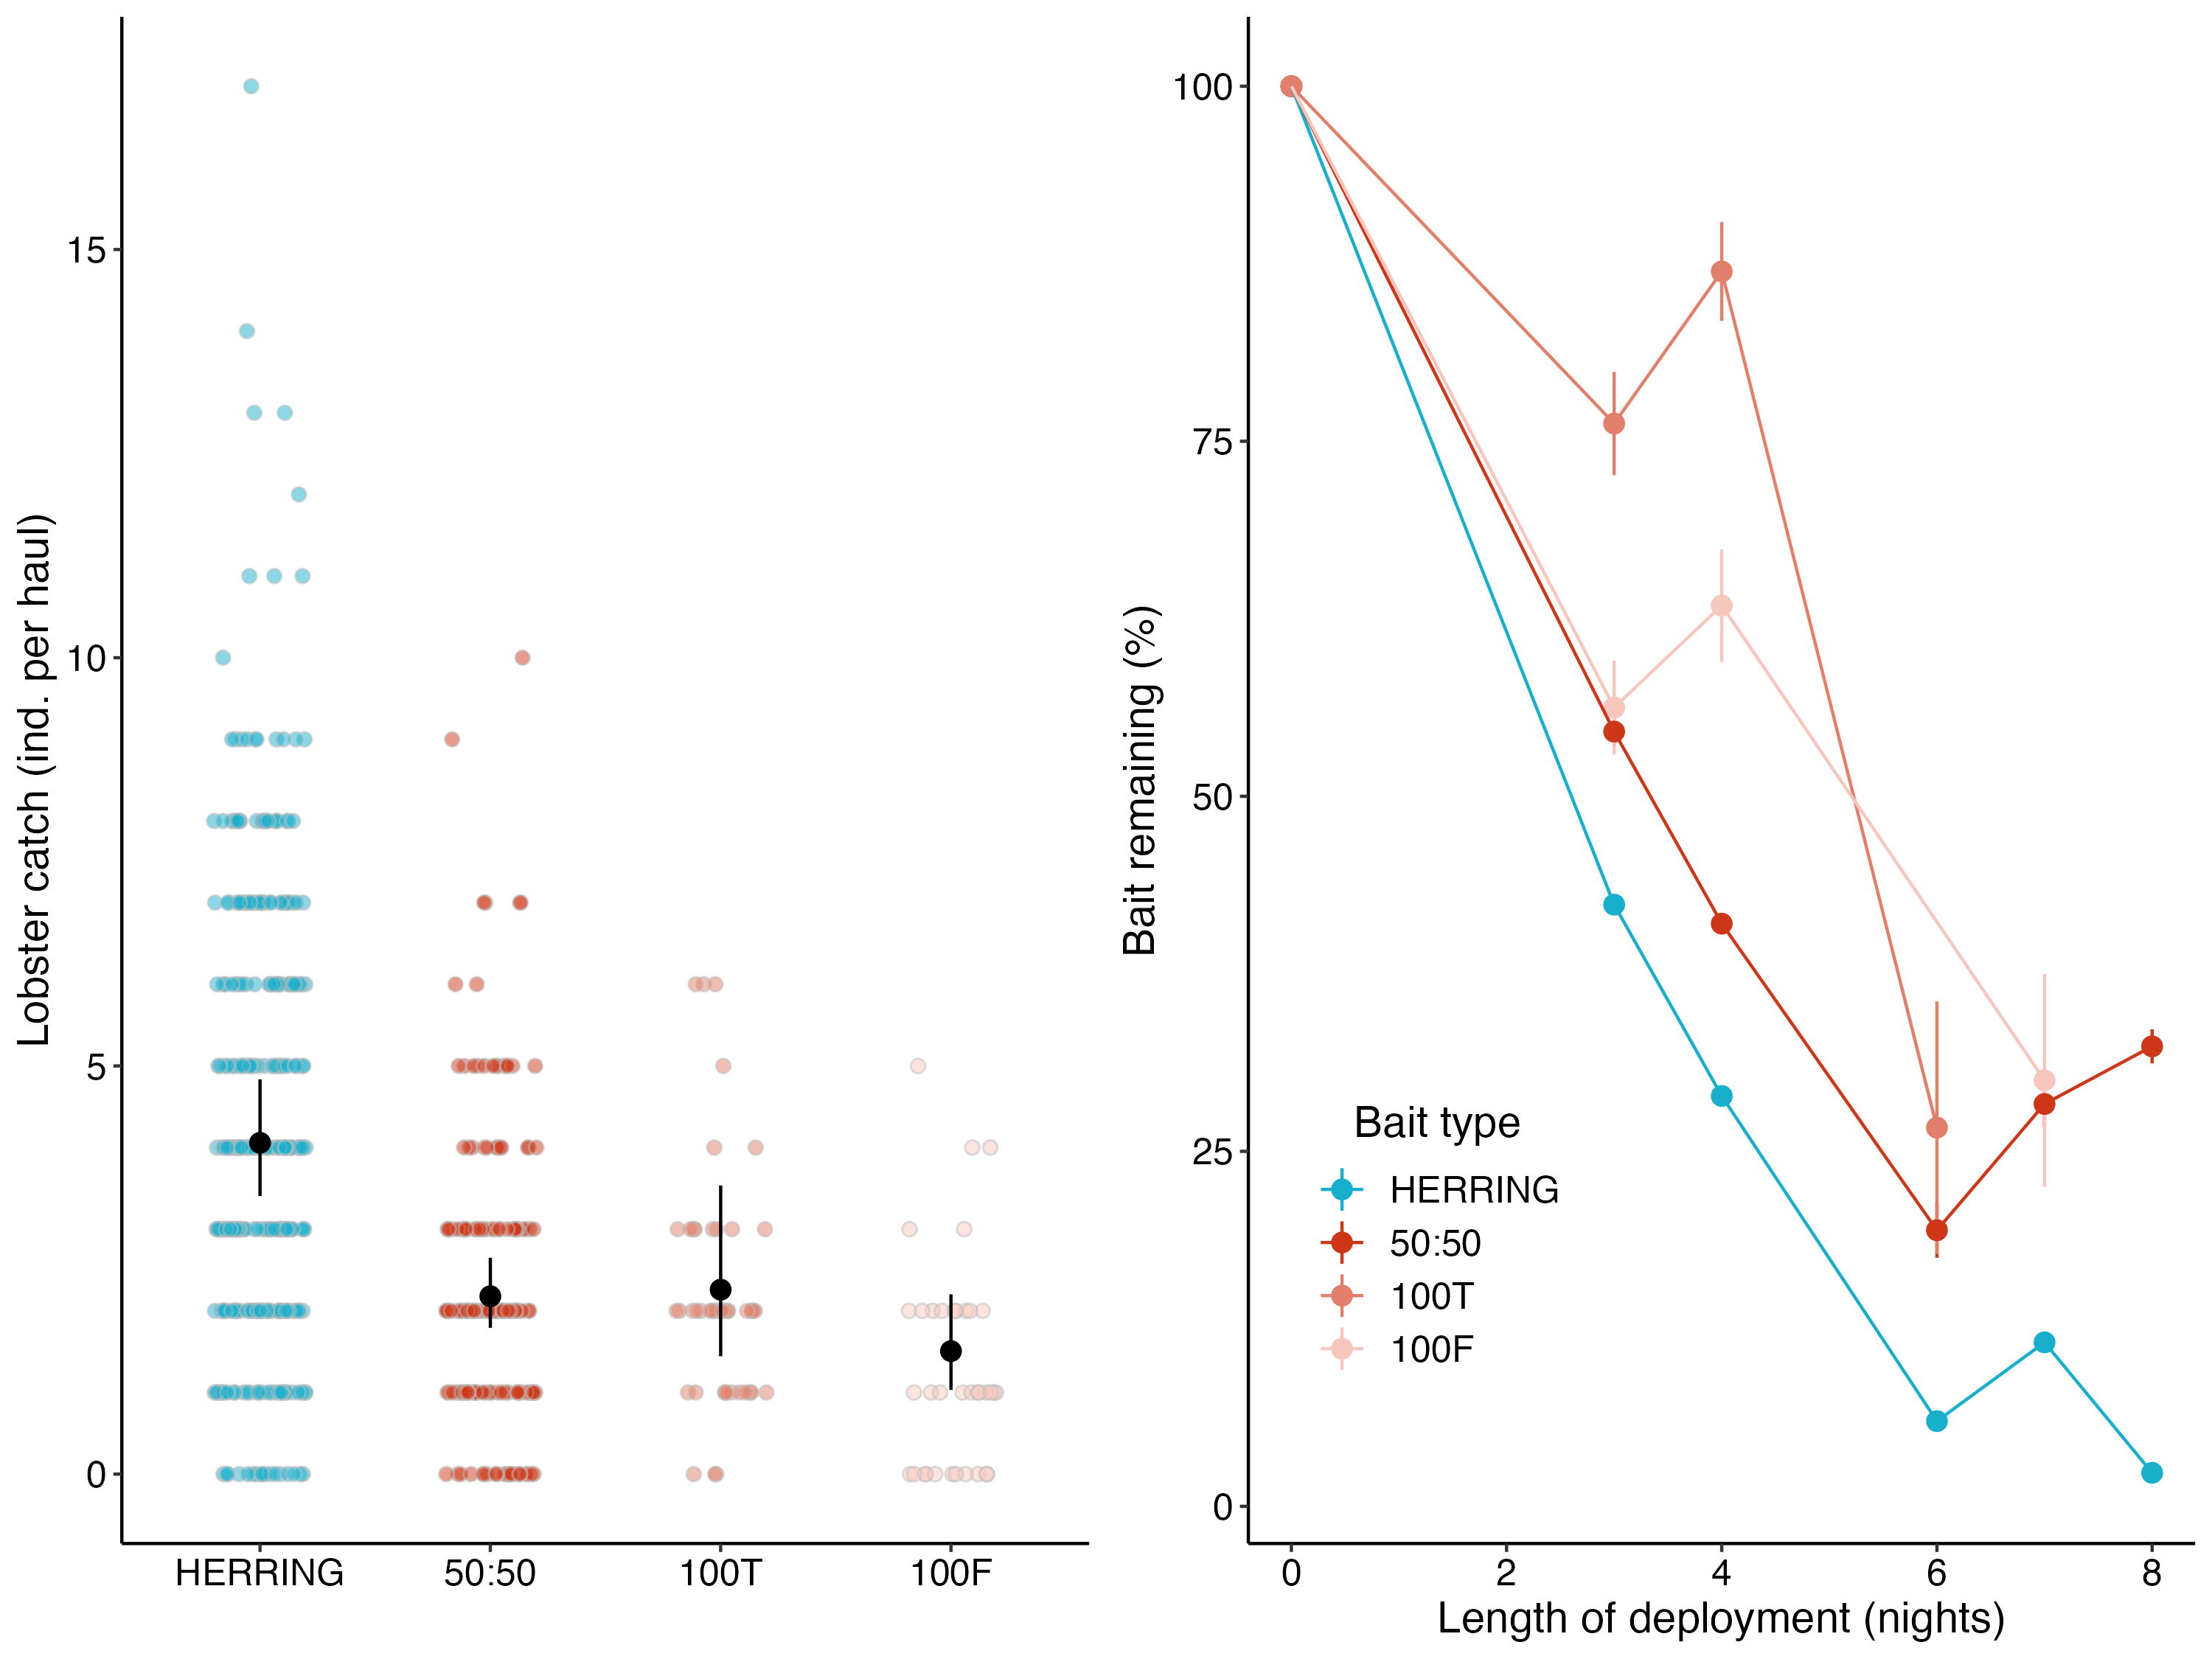 Lobster catch (ind. per haul)
15
10
5
0
HERRING 50:50 100T 100F
Bait remaining (%)
100
75
50
25
0
Bait type
HERRING
50:50
100T
100F
0 2 4 6 8
Length of deployment (nights)